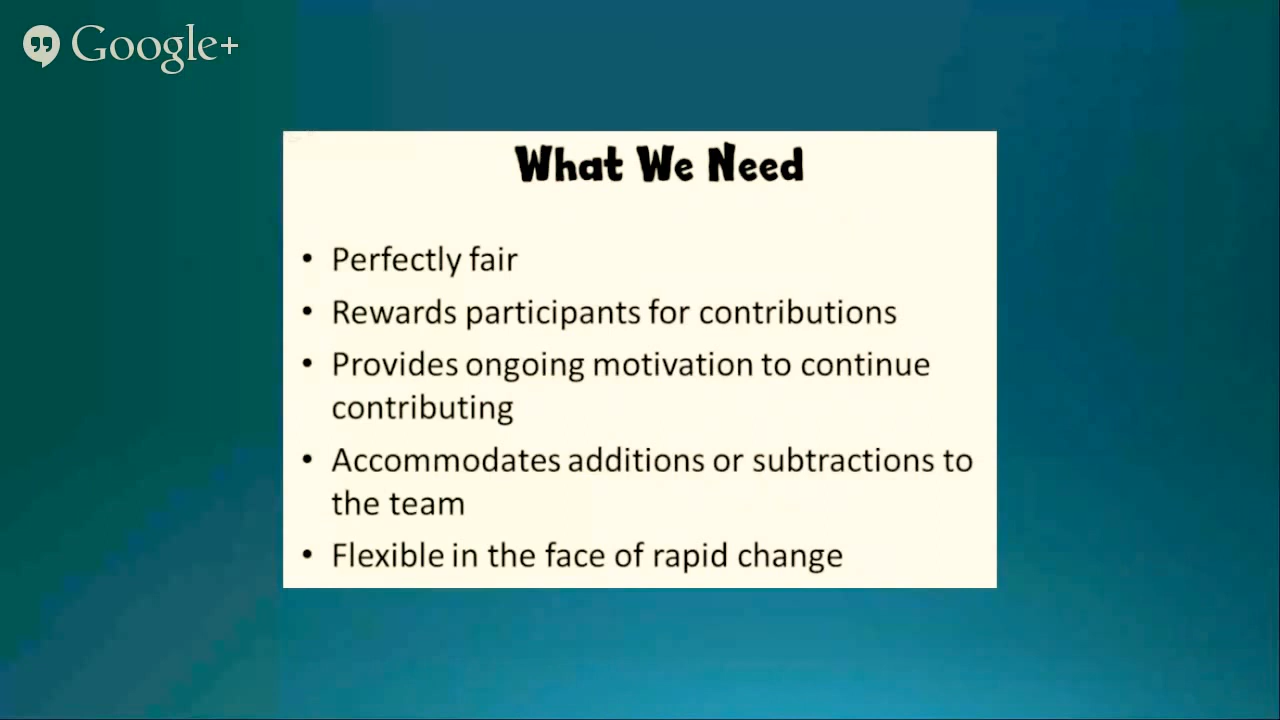 Google+
What We Need
• Perfectly fair
• Rewards participants for contributions
• Provides ongoing motivation to continue
contributing
• Accommodates additions or subtractions to
the team
• Flexible in the face of rapid change